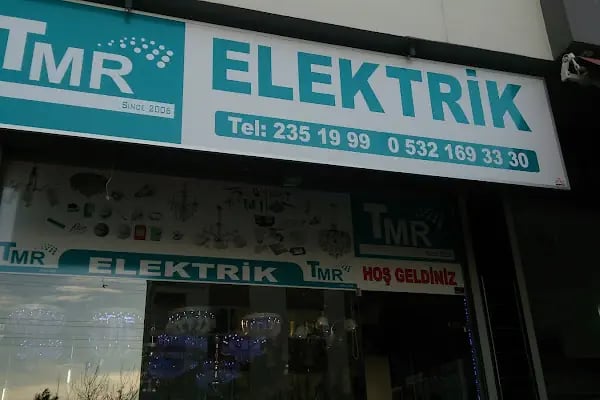 TMR
SINCE 2006
ELEKTRİK
Tel: 235 19 99 0 532 169 33 30
TMR
TMR
ELEKTRİK
TMR
HOŞ GELDİNİZ